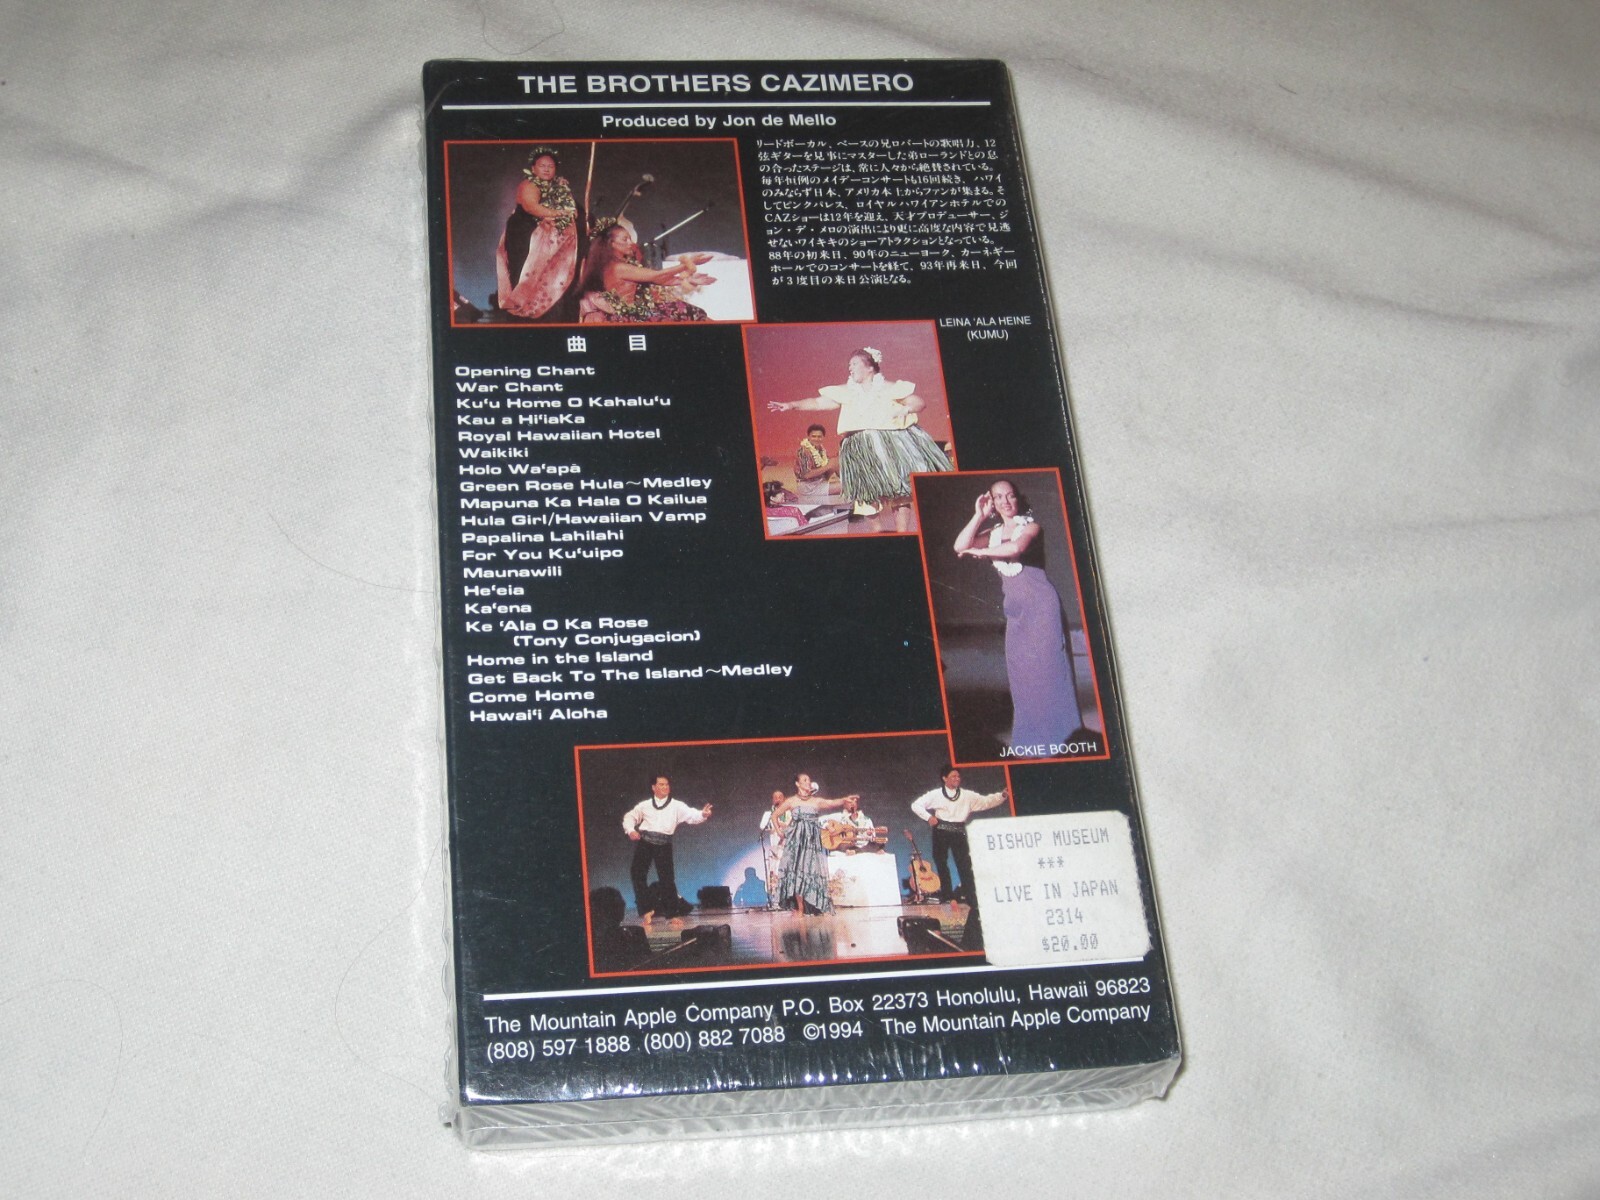 THE BROTHERS CAZIMERO
Produced by Jon de Mello
リードボーカル、ベースの兄ロバートの歌唱力、12
弦ギターを見事にマスターした弟ローランドとの息
の合ったステージは、常に人々から絶賛されている。
毎年恒例のメイデーコンサートも16回続き、ハワイ
のみならず日本、アメリカ本土からファンが集まる。そ
してピンクパレス、ロイヤルハワイアンホテルでの
CAZショーは12年を迎え、天才プロデューサー、ジ
ョン・デ・メロの演出により更に高度な内容で見逃
せないワイキキのショーアトラクションとなっている。
88年の初来日、90年のニューヨーク、カーネギー
ホールでのコンサートを経て、93年再来日、今回
が3度目の来日公演となる。
LEINA 'ALA HEINE
(KUMU)
曲 目
Opening Chant
War Chant
Ku'u Home O Kahalu'u
Kau a Hi'iaKa
Royal Hawaiian Hotel
Waikiki
Holo Wa'apà
Green Rose Hula～Medley
Mapuna Ka Hala O Kailua
Hula Girl/Hawaiian Vamp
Papalina Lahilahi
For You Ku'uipo
Maunawili
He'eia
Ka'ena
Ke 'Ala O Ka Rose
(Tony Conjugacion)
Home in the Island
Get Back To The Island～Medley
Come Home
Hawai'i Aloha
JACKIE BOOTH
BISHOP MUSEUM
***
LIVE IN JAPAN
2314
$20.00
The Mountain Apple Company P.O. Box 22373 Honolulu, Hawaii 96823
(808) 597 1888 (800) 882 7088 ©1994 The Mountain Apple Company